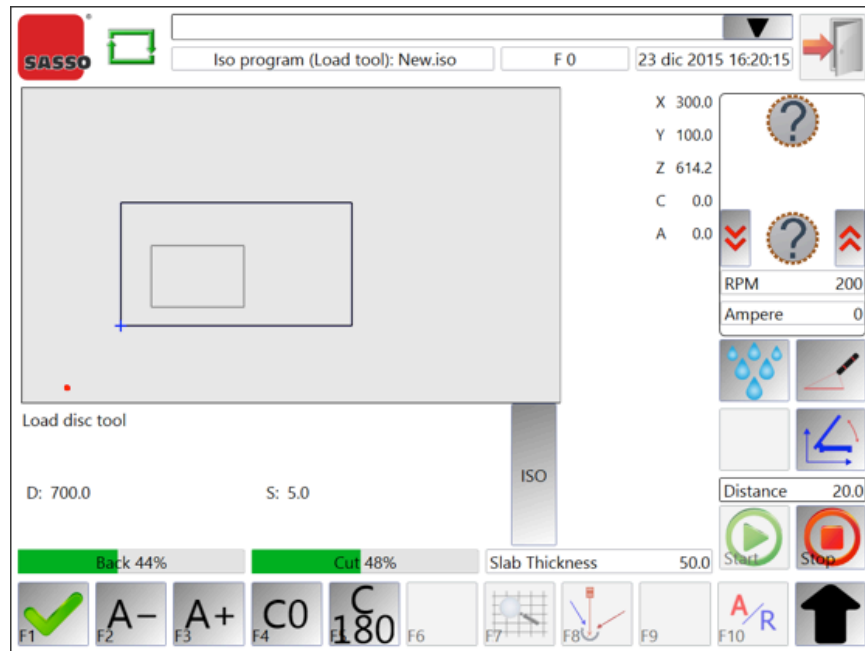 SASSO
Iso program (Load tool): New.iso
F 0
23 dic 2015 16:20:15
X 300.0
Y 100.0
Z 614.2
C 0.0
A 0.0
?
?
RPM 200
Ampere 0
Load disc tool
ISO
D: 700.0 S: 5.0
Distance 20.0
Start
Stop
Back 44%
Cut 48%
Slab Thickness 50.0
F1
A-
F2
A+
F3
C0
F4
C
180
F5
F6
F7
F8
F9
A/R
F10